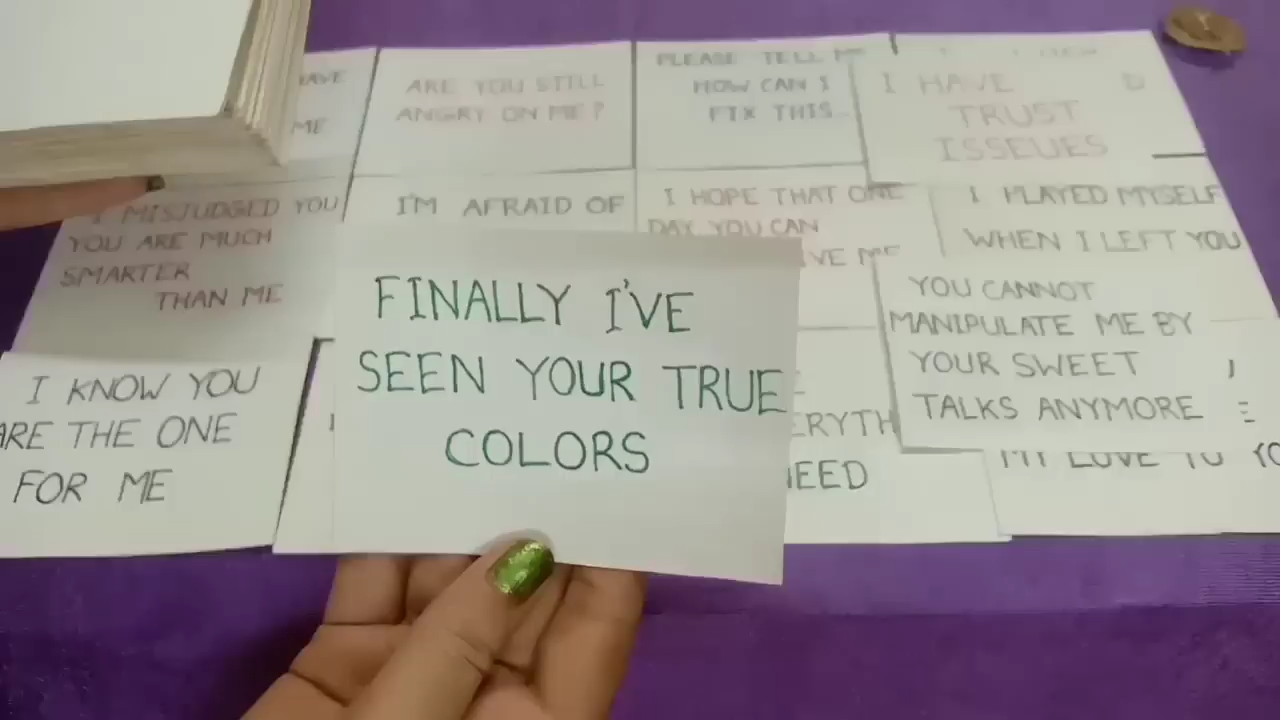 HAVE
ME
ARE YOU STILL
ANGRY ON ME?
PLEASE TELL ME
HOW CAN I
FIX THIS
I HAVE
TRUST
ISSEUES
I MISJUDGED YOU
YOU ARE MUCH
SMARTER
THAN ME
I'M AFRAID OF
I HOPE THAT ONE
DAY YOU CAN
ME
I PLAYED MYSELF
WHEN I LEFT YOU
FINALLY I'VE
SEEN YOUR TRUE
COLORS
YOU CANNOT
MANIPULATE ME BY
YOUR SWEET
TALKS ANYMORE
I KNOW YOU
ARE THE ONE
FOR ME
NEED
MY LOVE TO